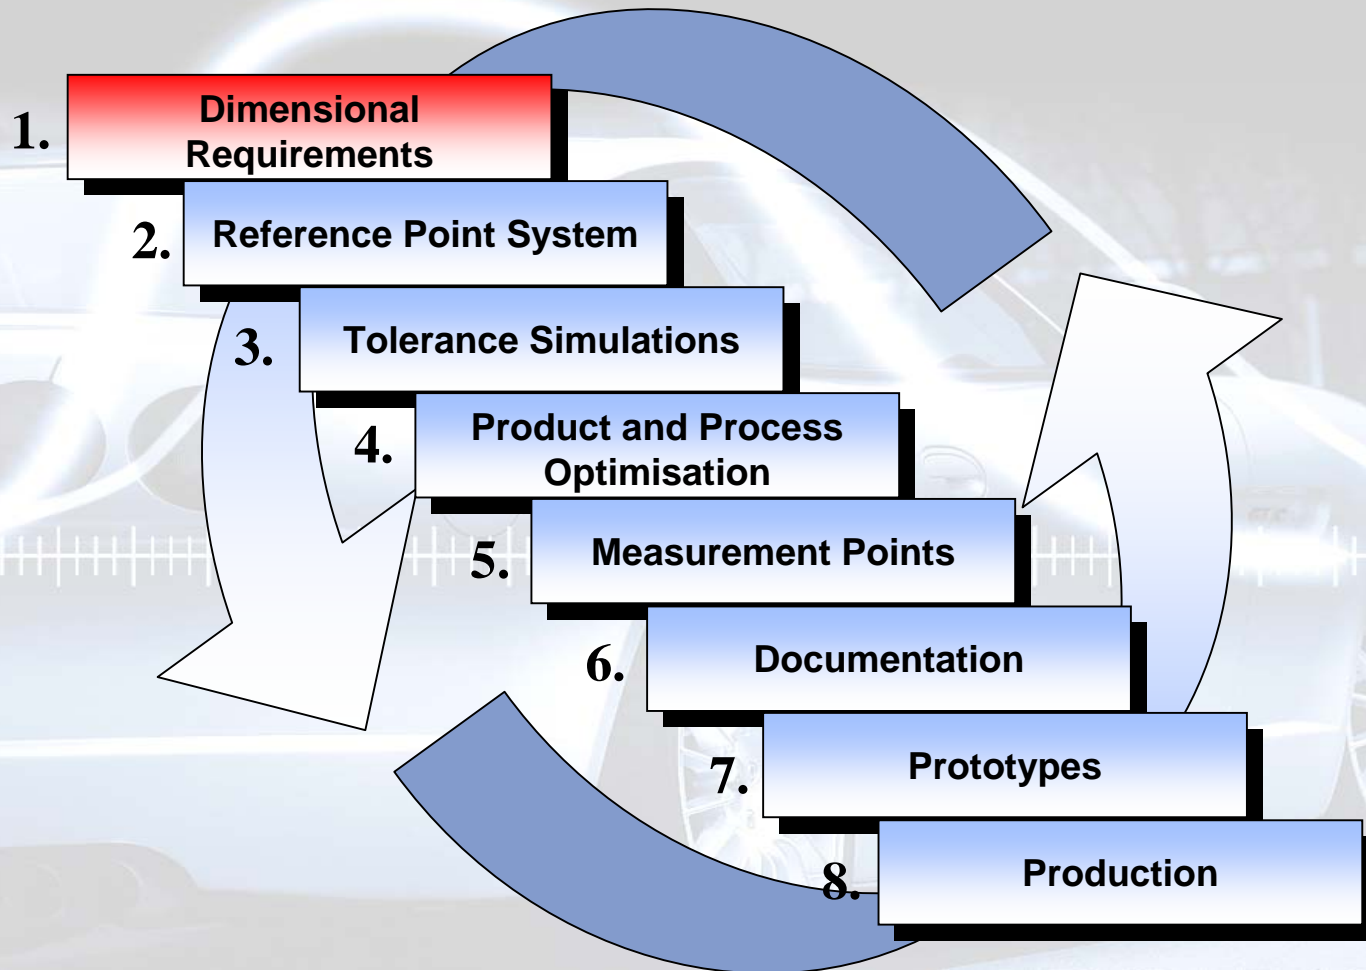 1. Dimensional
Requirements
2. Reference Point System
3. Tolerance Simulations
4. Product and Process
Optimisation
5. Measurement Points
6. Documentation
7. Prototypes
8. Production